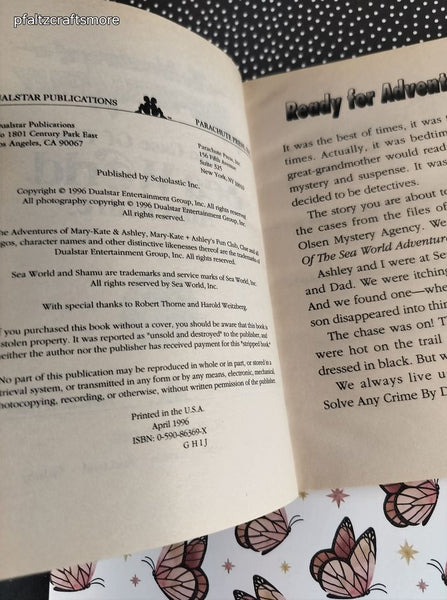 pfaltzcraftsmore
DUALSTAR PUBLICATIONS
PARACHUTE PRESS,
Dualstar Publications
c/o 1801 Century Park East
Los Angeles, CA 90067
Parachute Press, Inc.
156 Fifth Avenue
Suite 325
New York, NY 10010
Published by Scholastic Inc.
Copyright © 1996 Dualstar Entertainment Group, Inc. All rights reserved.
All photography copyright © 1996 Dualstar Entertainment Group, Inc.
All rights reserved.
The Adventures of Mary-Kate & Ashley, Mary-Kate + Ashley's Fun Club, Clue and all
logos, character names and other distinctive likenesses thereof are the trademarks of
Dualstar Entertainment Group, Inc. All rights reserved.
Sea World and Shamu are trademarks and service marks of Sea World, Inc.
All rights reserved by Sea World, Inc.
With special thanks to Robert Thorne and Harold Weitzberg.
If you purchased this book without a cover, you should be aware that this book is
stolen property. It was reported as "unsold and destroyed" to the publisher, and
neither the author nor the publisher has received payment for this "stripped book."
No part of this publication may be reproduced in whole or in part, or stored in a
retrieval system, or transmitted in any form or by any means, electronic, mechanical,
photocopying, recording, or otherwise, without written permission of the publisher.
Printed in the U.S.A.
April 1996
ISBN: 0-590-86369-X
G H I J
Ready for Advent
It was the best of times, it was
times. Actually, it was bedtim
great-grandmother would read
mystery and suspense. It was
decided to be detectives.
The story you are about to
the cases from the files of
Olsen Mystery Agency. We
Of The Sea World Adventur
Ashley and I were at Se
and Dad. We were itching
And we found one—whe
son disappeared into thi
The chase was on! T
were hot on the trail
dressed in black. But w
We always live u
Solve Any Crime By D